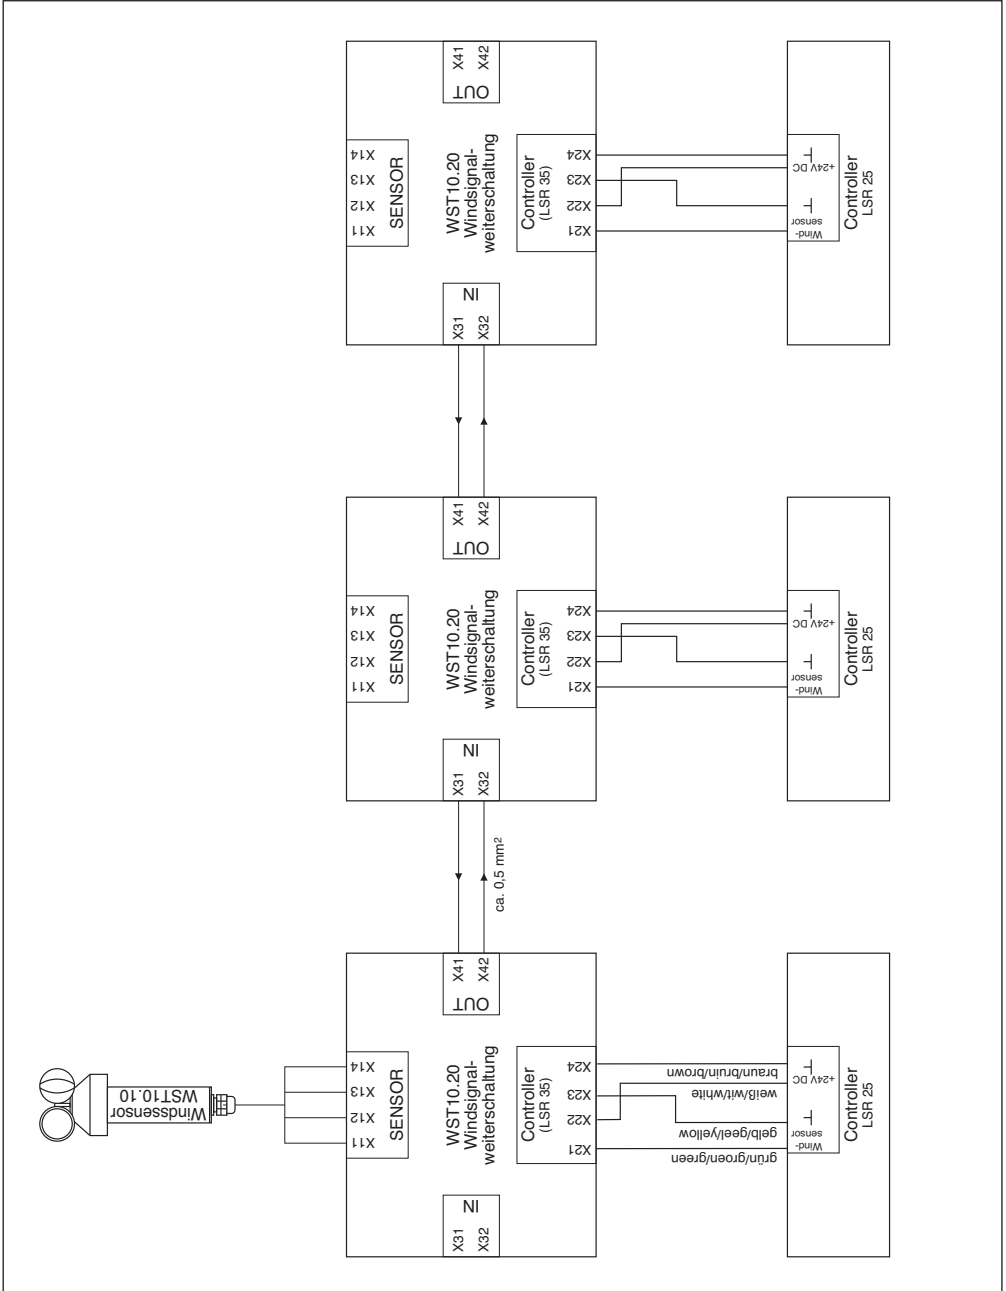 X41
X42
OUT
X14
X13
X12
X11
SENSOR
WST10.20
Windsignal-
weiterschaltung
Controller
(LSR 35)
X24
X23
X22
X21
IN
X31
X32
+24V DC
Wind-
sensor
Controller
LSR 25
X41
X42
OUT
X14
X13
X12
X11
SENSOR
WST10.20
Windsignal-
weiterschaltung
Controller
(LSR 35)
X24
X23
X22
X21
IN
X31
X32
+24V DC
Wind-
sensor
Controller
LSR 25
ca. 0,5 mm²
X41
X42
OUT
Windssensor
WST10.10
X14
X13
X12
X11
SENSOR
WST10.20
Windsignal-
weiterschaltung
Controller
(LSR 35)
X24
X23
X22
X21
braun/bruin/brown
weiß/wit/white
gelb/geel/yellow
grün/groen/green
IN
X31
X32
+24V DC
Wind-
sensor
Controller
LSR 25